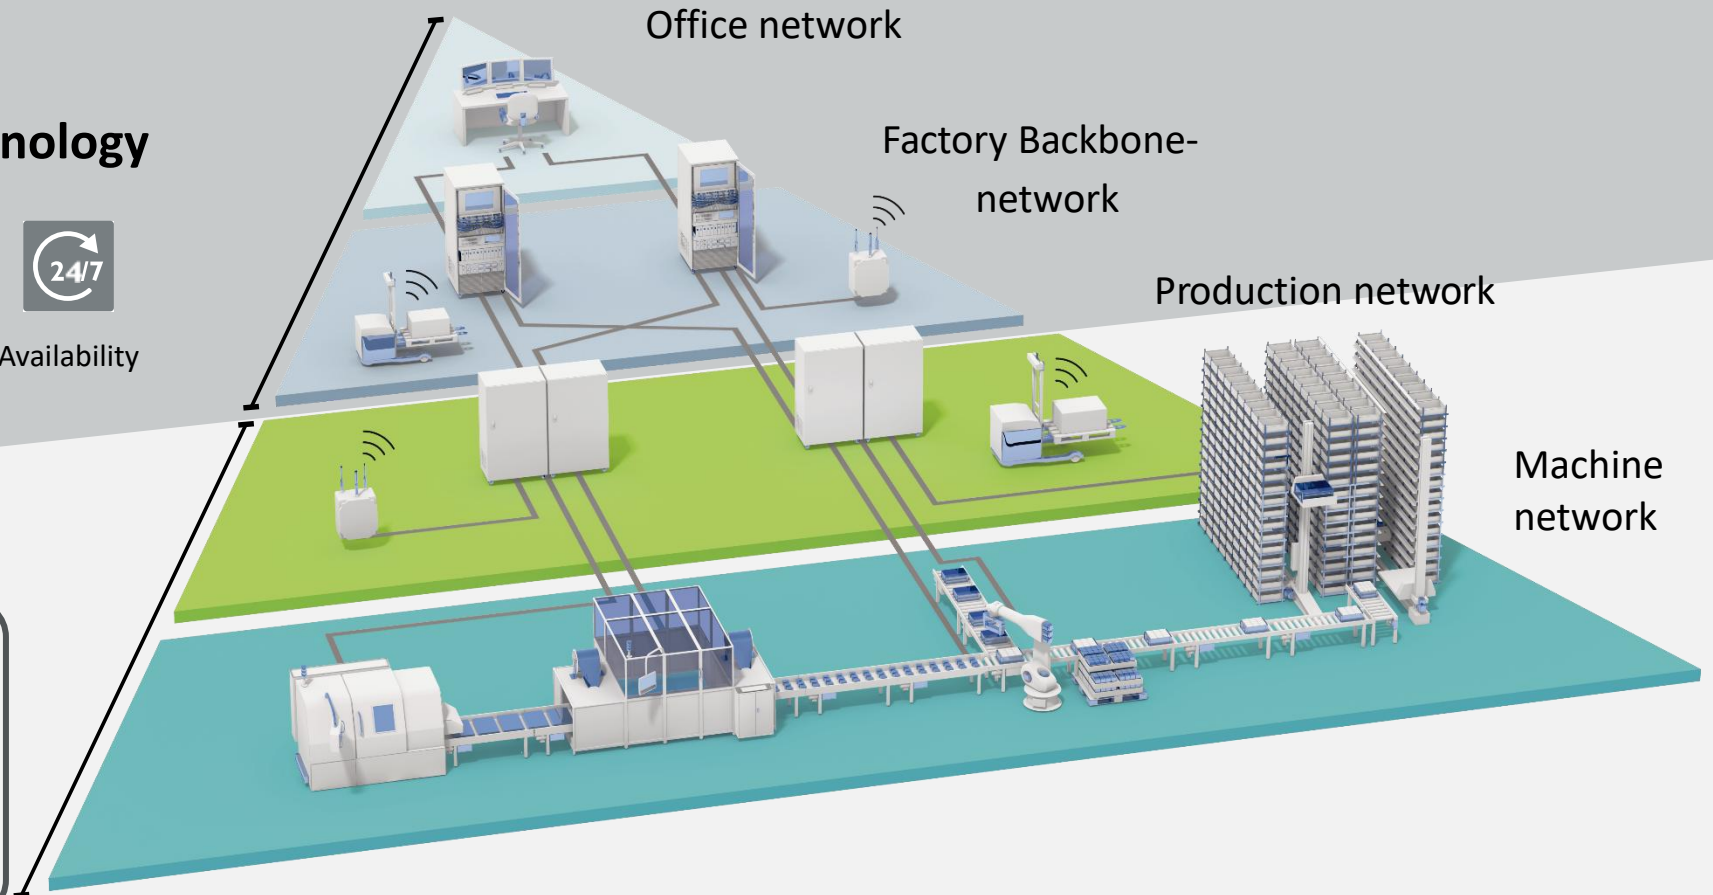 Office network
nology
Factory Backbone-
network
24/7
Production network
Availability
Machine
network